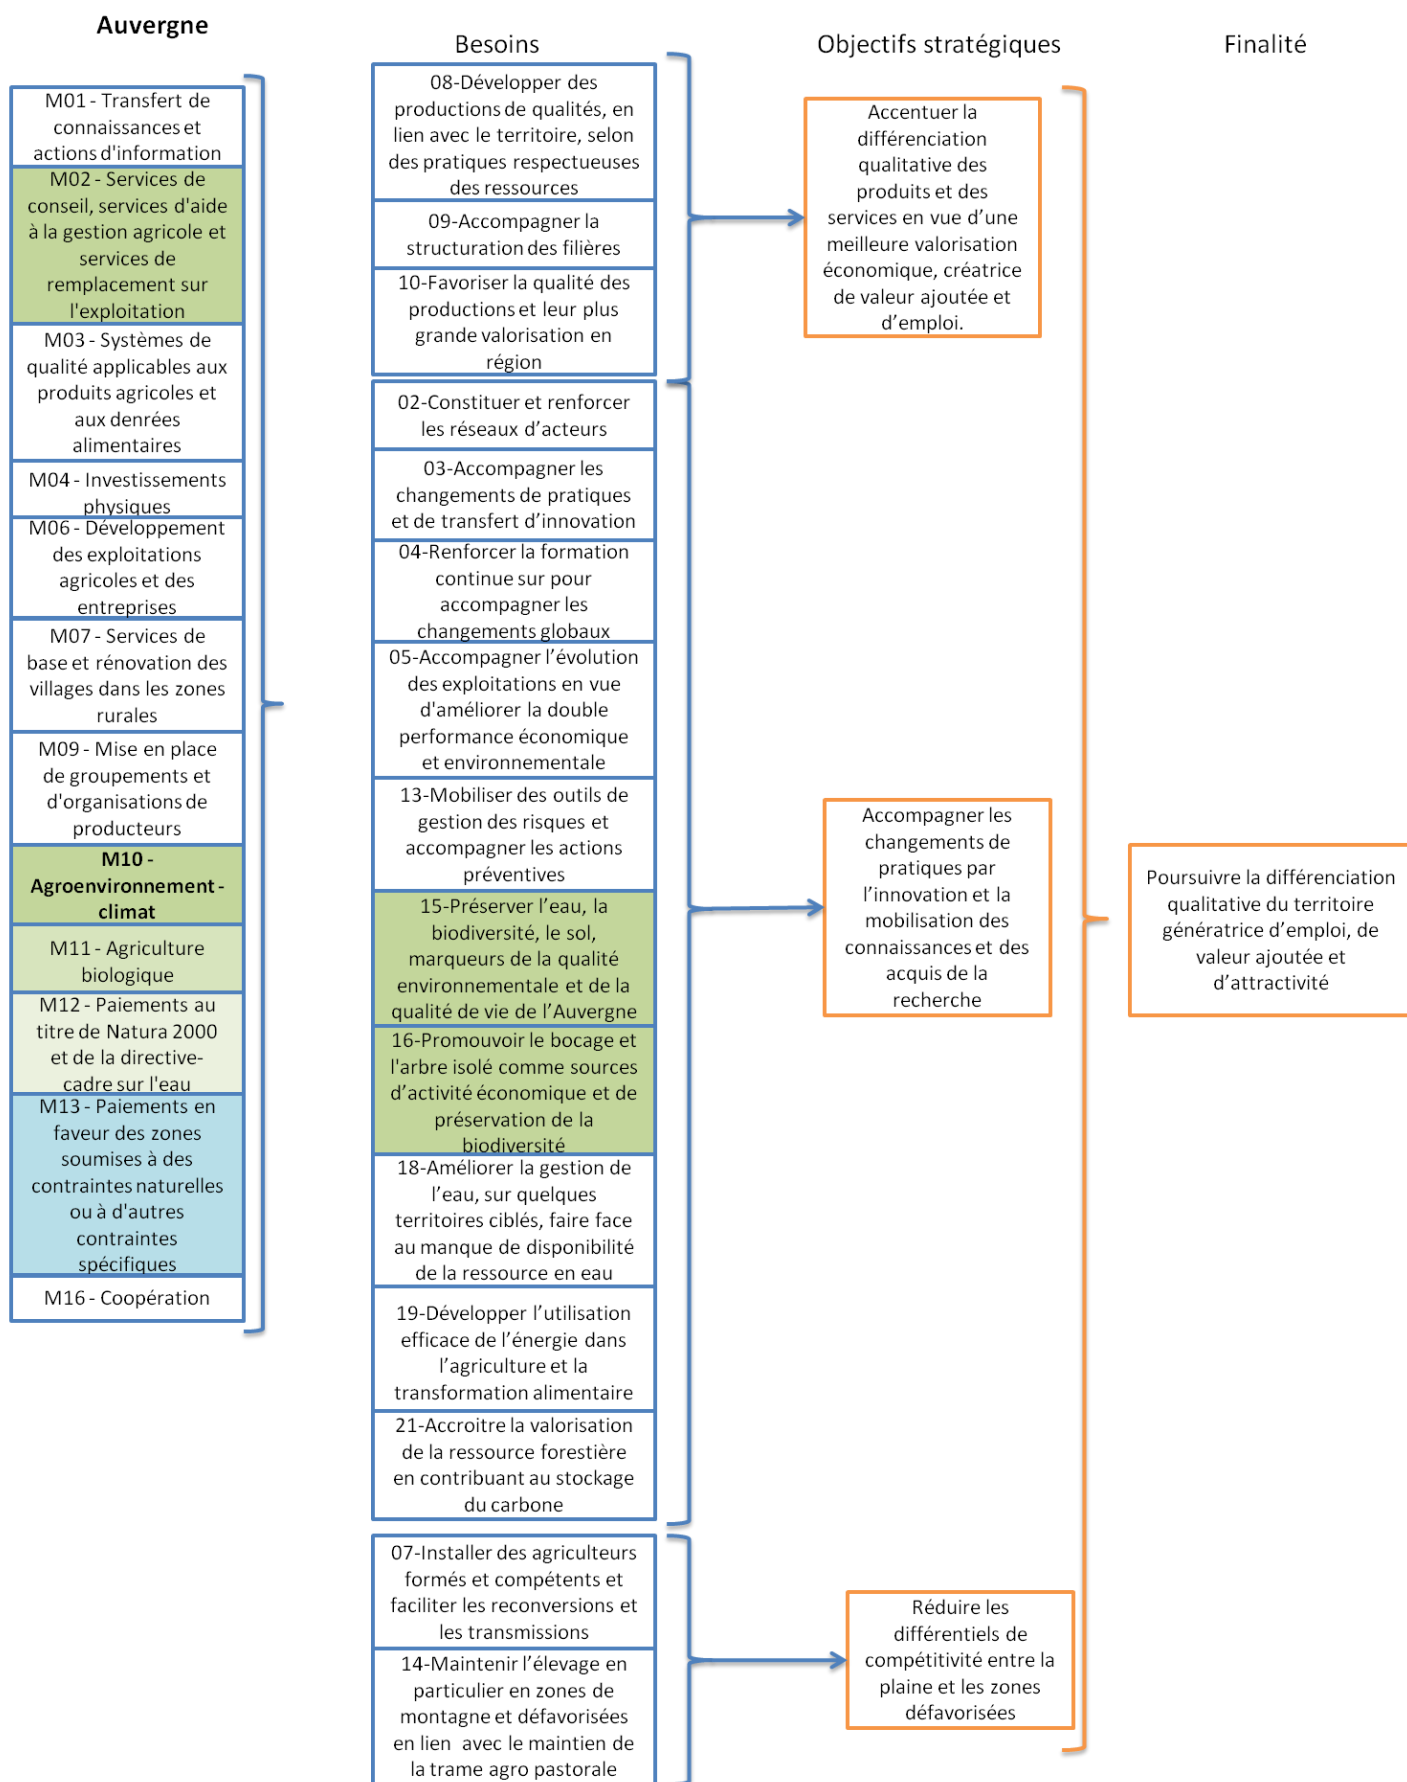 Auvergne
M01 - Transfert de
connaissances et
actions d'information
M02 - Services de
conseil, services d'aide
à la gestion agricole et
services de
remplacement sur
l'exploitation
M03 - Systèmes de
qualité applicables aux
produits agricoles et
aux denrées
alimentaires
M04 - Investissements
physiques
M06 - Développement
des exploitations
agricoles et des
entreprises
M07 - Services de
base et rénovation des
villages dans les zones
rurales
M09 - Mise en place
de groupements et
d'organisations de
producteurs
M10 -
Agroenvironnement -
climat
M11 - Agriculture
biologique
M12 - Paiements au
titre de Natura 2000
et de la directive-
cadre sur l'eau
M13 - Paiements en
faveur des zones
soumises à des
contraintes naturelles
ou à d'autres
contraintes
spécifiques
M16 - Coopération
Besoins
08-Développer des
productions de qualités, en
lien avec le territoire, selon
des pratiques respectueuses
des ressources
09-Accompagner la
structuration des filières
10-Favoriser la qualité des
productions et leur plus
grande valorisation en
région
02-Constituer et renforcer
les réseaux d'acteurs
03-Accompagner les
changements de pratiques
et de transfert d’innovation
04-Renforcer la formation
continue sur pour
accompagner les
changements globaux
05-Accompagner l’évolution
des exploitations en vue
d'améliorer la double
performance économique
et environnementale
13-Mobiliser des outils de
gestion des risques et
accompagner les actions
préventives
15-Préserver l’eau, la
biodiversité, le sol,
marqueurs de la qualité
environnementale et de la
qualité de vie de l’Auvergne
16-Promouvoir le bocage et
l'arbre isolé comme sources
d’activité économique et de
préservation de la
biodiversité
18-Améliorer la gestion de
l’eau, sur quelques
territoires ciblés, faire face
au manque de disponibilité
de la ressource en eau
19-Développer l’utilisation
efficace de l’énergie dans
l’agriculture et la
transformation alimentaire
21-Accroitre la valorisation
de la ressource forestière
en contribuant au stockage
du carbone
07-Installer des agriculteurs
formés et compétents et
faciliter les reconversions et
les transmissions
14-Maintenir l’élevage en
particulier en zones de
montagne et défavorisées
en lien avec le maintien de
la trame agro pastorale
Objectifs stratégiques
Accentuer la
différenciation
qualitative des
produits et des
services en vue d’une
meilleure valorisation
économique, créatrice
de valeur ajoutée et
d’emploi.
Accompagner les
changements de
pratiques par
l’innovation et la
mobilisation des
connaissances et des
acquis de la
recherche
Réduire les
différentiels de
compétitivité entre la
plaine et les zones
défavorisées
Finalité
Poursuivre la différenciation
qualitative du territoire
génératrice d’emploi, de
valeur ajoutée et
d’attractivité